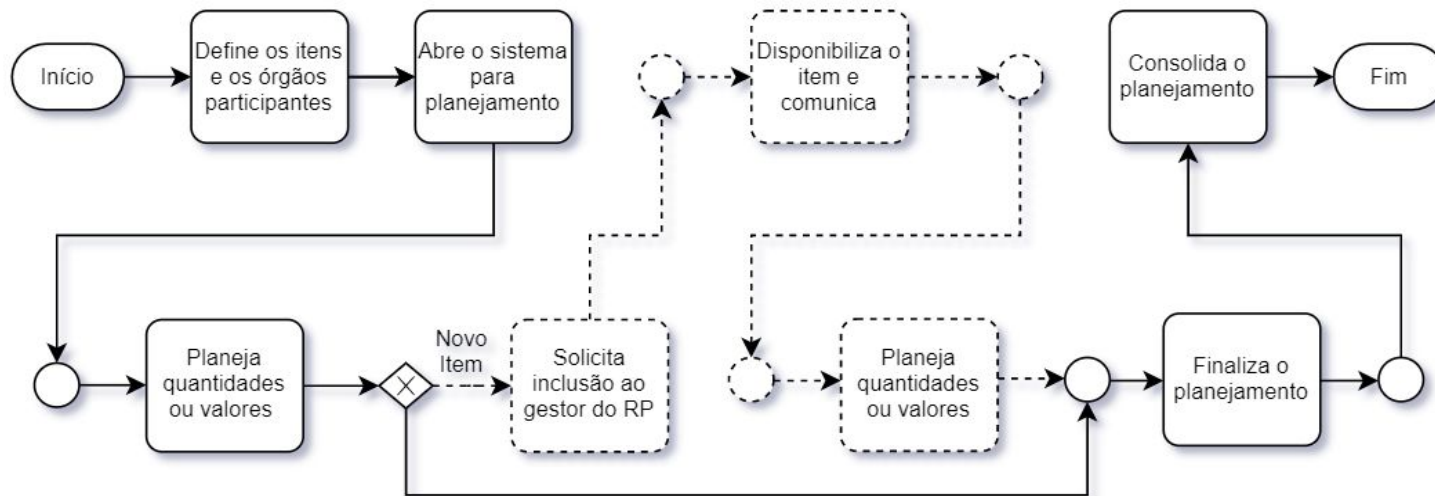 Início
Define os itens
e os órgãos
participantes
Abre o sistema
para
planejamento
Disponibiliza o
item e
comunica
Consolida o
planejamento
Fim
Planeja
quantidades
ou valores
X
Novo
Item
Solicita
inclusão ao
gestor do RP
Planeja
quantidades
ou valores
Finaliza o
planejamento